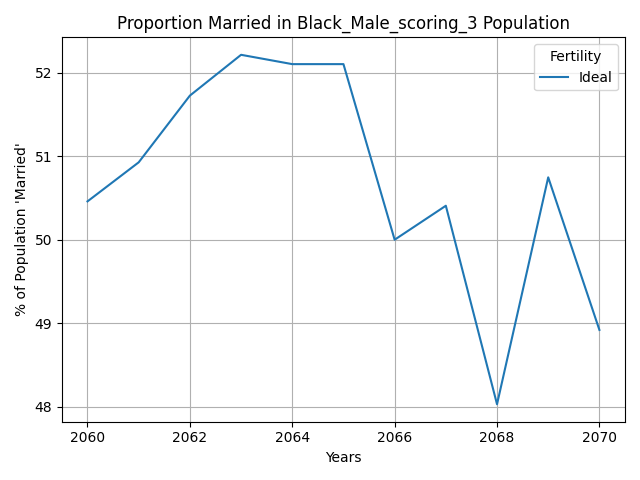 Proportion Married in Black_Male_scoring_3 Population
Fertility
Ideal
% of Population 'Married'
52
51
50
49
48
2060
2062
2064
2066
2068
2070
Years